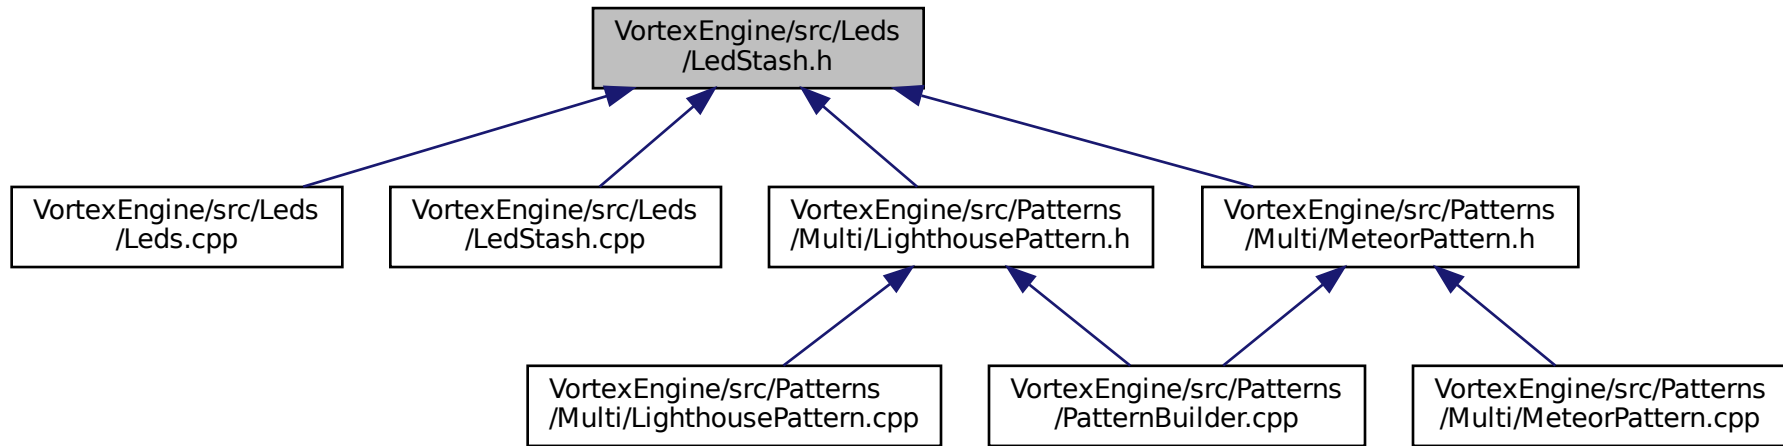 VortexEngine/src/Leds
/LedStash.h
VortexEngine/src/Leds
/Leds.cpp
VortexEngine/src/Leds
/LedStash.cpp
VortexEngine/src/Patterns
/Multi/LighthousePattern.h
VortexEngine/src/Patterns
/Multi/MeteorPattern.h
VortexEngine/src/Patterns
/Multi/LighthousePattern.cpp
VortexEngine/src/Patterns
/PatternBuilder.cpp
VortexEngine/src/Patterns
/Multi/MeteorPattern.cpp